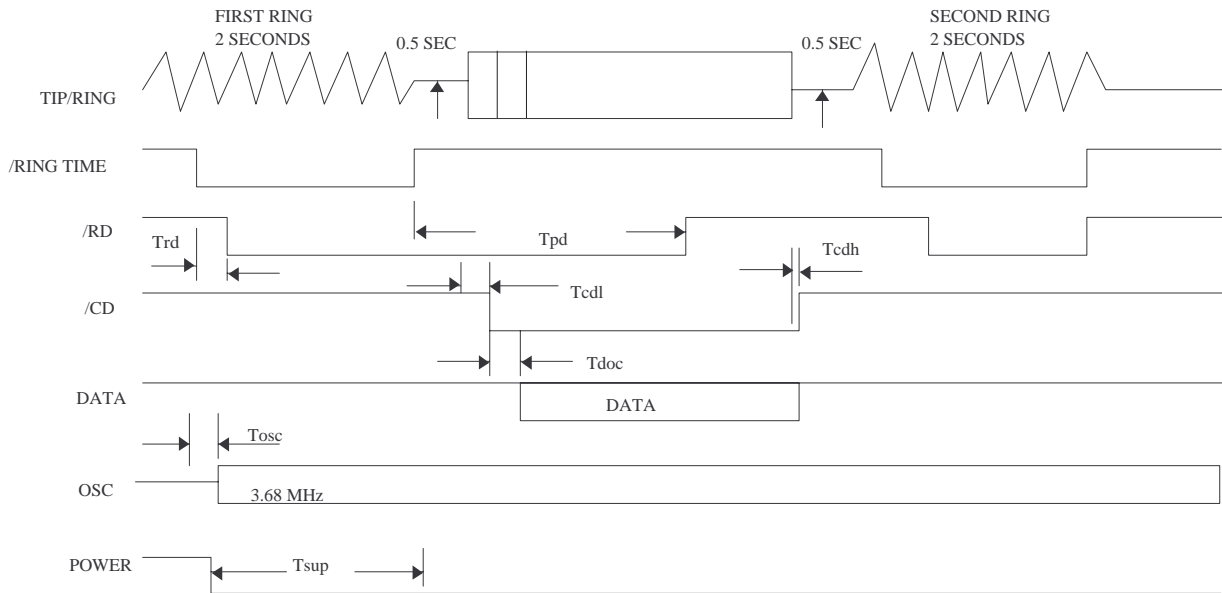 FIRST RING
2 SECONDS
0.5 SEC
0.5 SEC
SECOND RING
2 SECONDS
TIP/RING
/RING TIME
/RD
Trd
Tpd
Tcdh
Tcdl
/CD
Tdoc
DATA
DATA
Tosc
OSC
3.68 MHz
POWER
Tsup